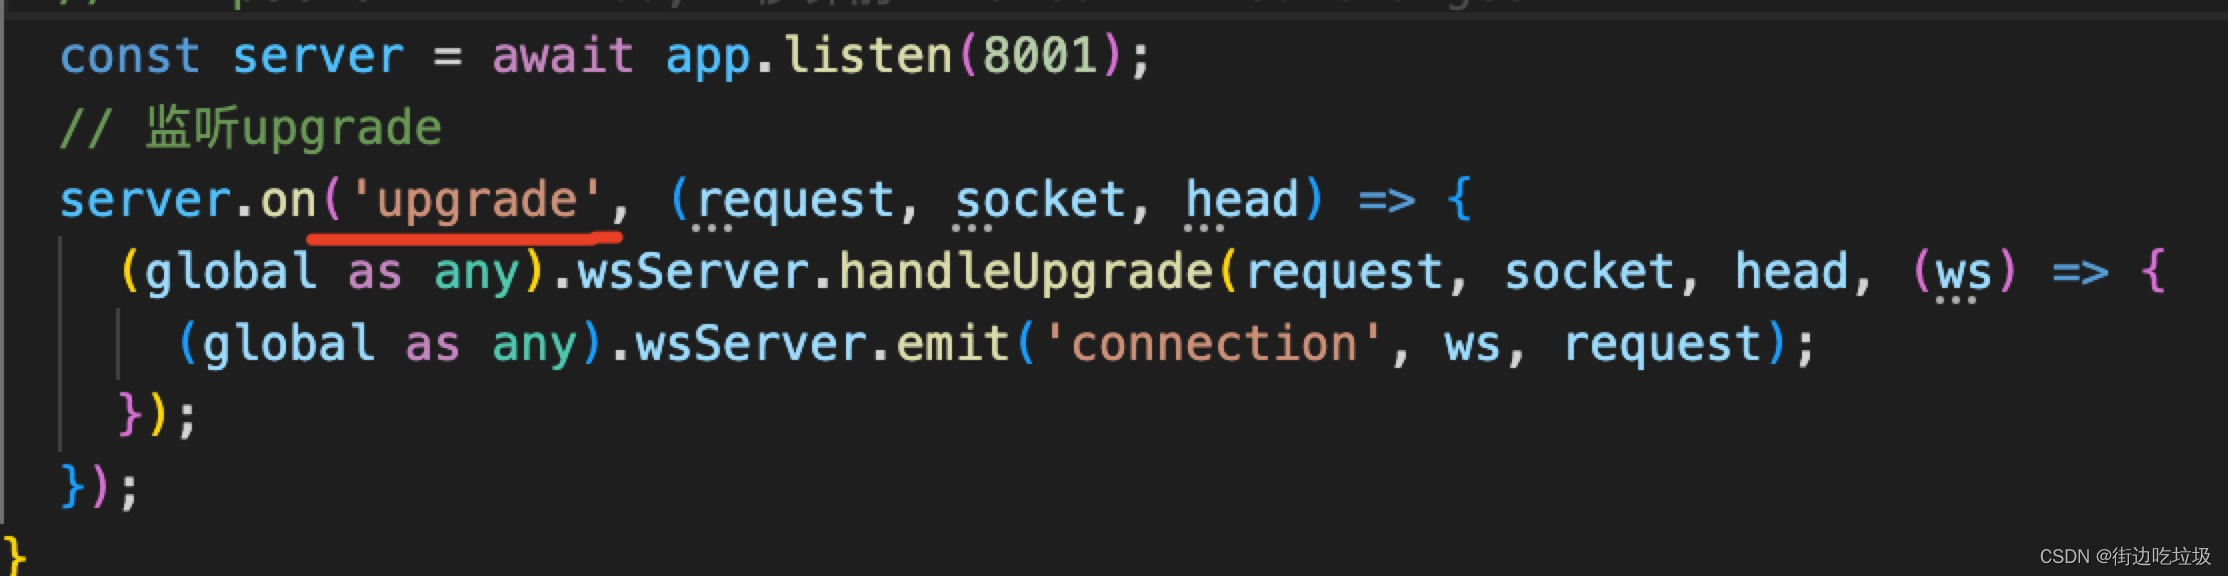 const server = await app.listen(8001);
// 监听upgrade
server.on('upgrade', (request, socket, head) => {
(global as any).wsServer.handleUpgrade(request, socket, head, (ws) => {
(global as any).wsServer.emit('connection', ws, request);
});
});
}
CSDN @街边吃垃圾